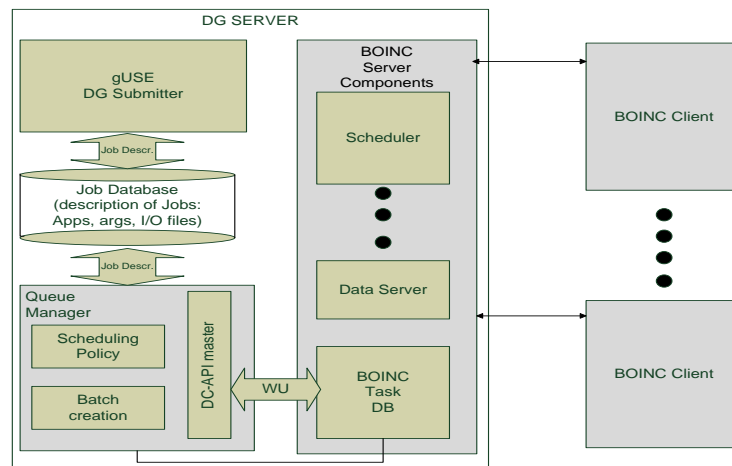 DG SERVER
gUSE
DG Submitter
Job Descr.
Job Database
(description of Jobs:
Apps, args, I/O files)
Job Descr.
Queue
Manager
Scheduling
Policy
Batch
creation
DC-API master
WU
BOINC
Server
Components
Scheduler
Data Server
BOINC
Task
DB
BOINC Client
BOINC Client